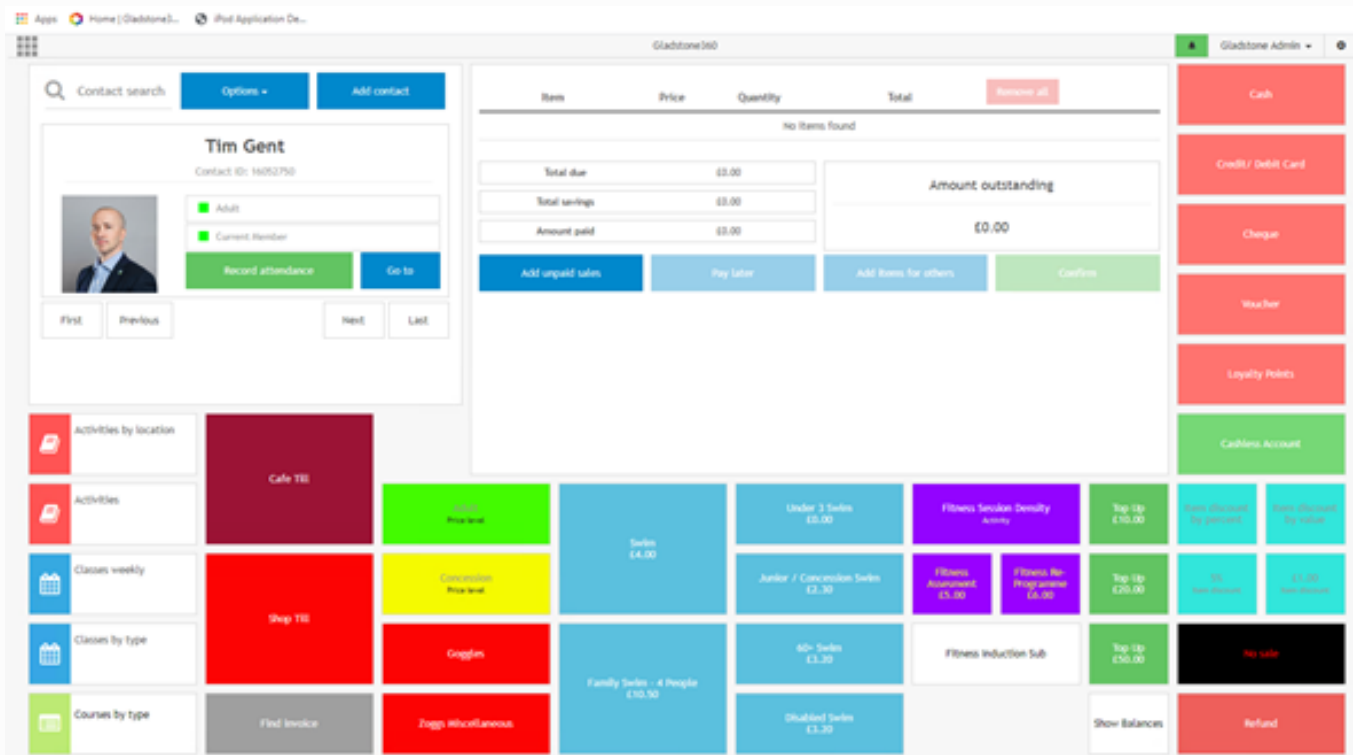 Apps Home | Gladstone3... iPod Application De...
Gladstone360
Gladstone Admin
Contact search
Options
Add contact
Tim Gent
Contact ID: 16052750
Adult
Current Member
Record attendance
Go to
First
Previous
Next
Last
Item Price Quantity Total Remove all
No items found
Total due £0.00
Total savings £0.00
Amount paid £0.00
Amount outstanding
£0.00
Add unpaid sales
Pay later
Add items for others
Confirm
Cash
Credit/ Debit Card
Cheque
Voucher
Loyalty Points
Cashless Account
Activities by location
Activities
Classes weekly
Classes by type
Courses by type
Cafe Till
Shop Till
Find Invoice
Adult
Price level
Concession
Price level
Goggles
Zoggs Miscellaneous
Swim
£4.00
Family Swim - 4 People
£10.50
Under 3 Swim
£0.00
Junior / Concession Swim
£2.30
60+ Swim
£3.20
Disabled Swim
£3.20
Fitness Session Density
Activity
Fitness
Assessment
£5.00
Fitness Re-
Programme
£6.00
Fitness Induction Sub
Top Up
£10.00
Top Up
£20.00
Top Up
£50.00
Show Balances
Item discount
by percent
Item discount
by value
5%
Item discount
£1.00
Item discount
No sale
Refund